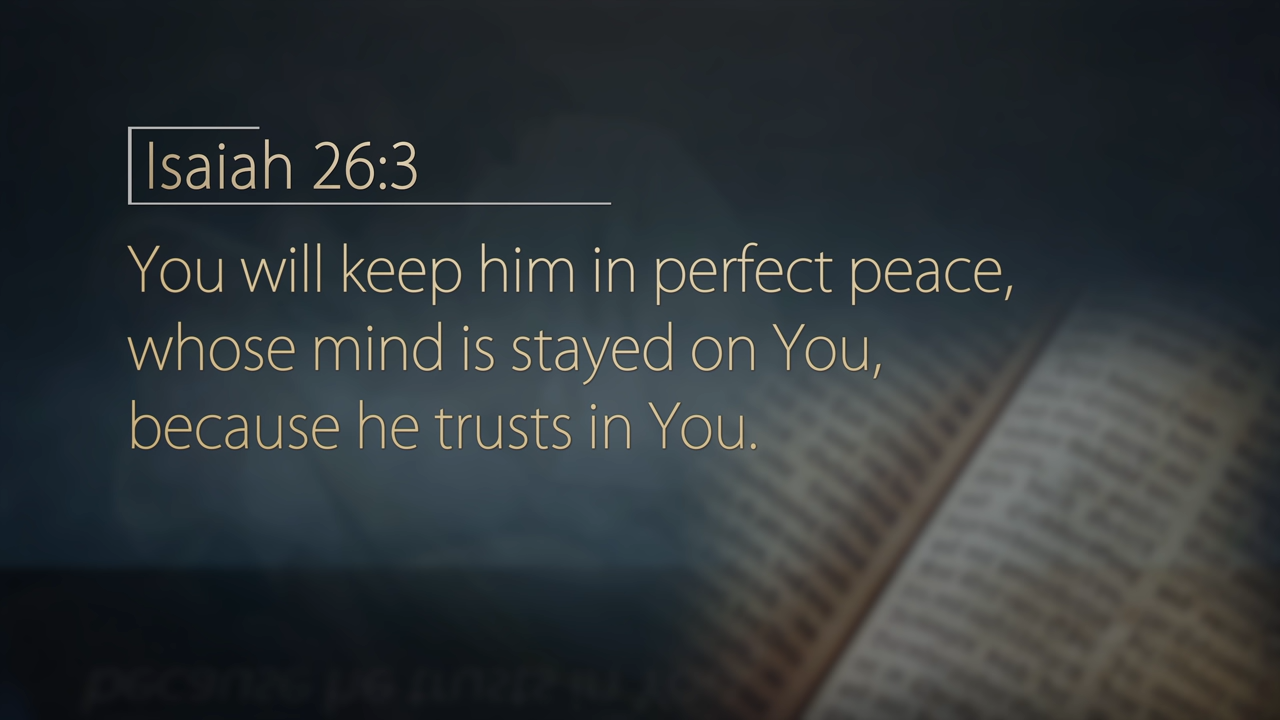 Isaiah 26:3
You will keep him in perfect peace,
whose mind is stayed on You,
because he trusts in You.